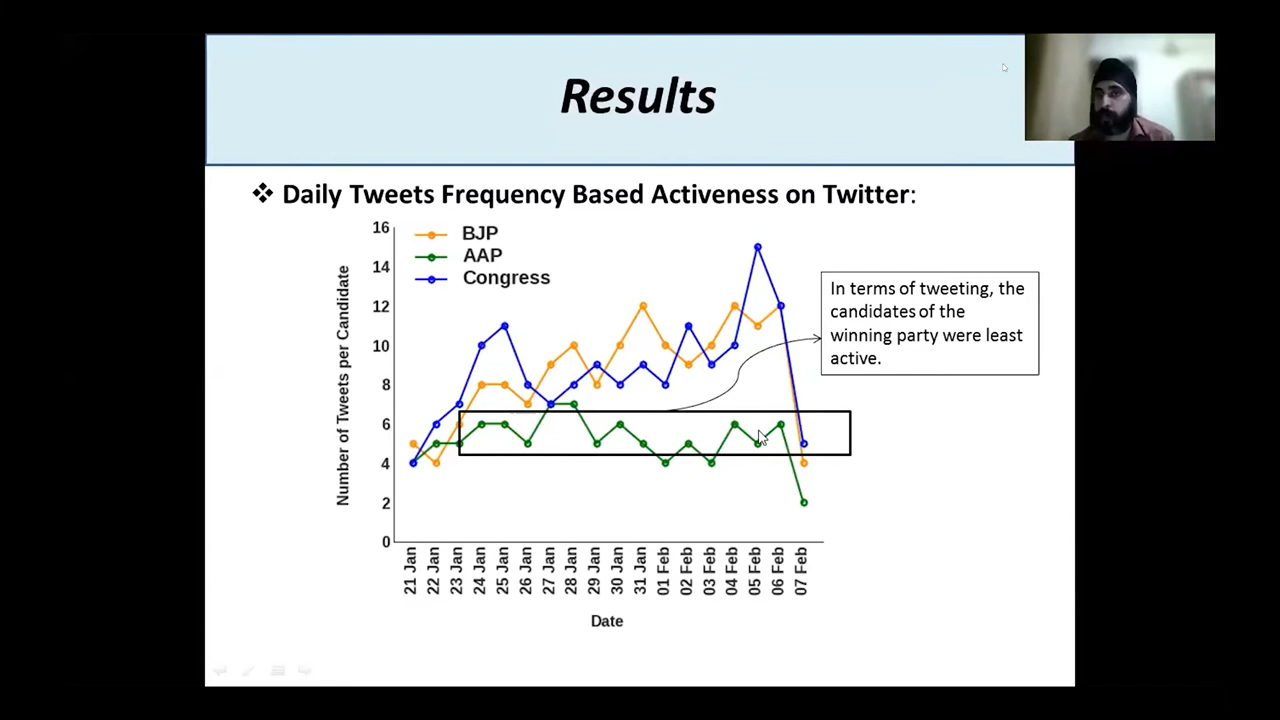 Results
❖ Daily Tweets Frequency Based Activeness on Twitter:
BJP
AAP
Congress
Number of Tweets per Candidate
16
14
12
10
8
6
4
2
0
In terms of tweeting, the
candidates of the
winning party were least
active.
21 Jan
22 Jan
23 Jan
24 Jan
25 Jan
26 Jan
27 Jan
28 Jan
29 Jan
30 Jan
31 Jan
01 Feb
02 Feb
03 Feb
04 Feb
05 Feb
06 Feb
07 Feb
Date